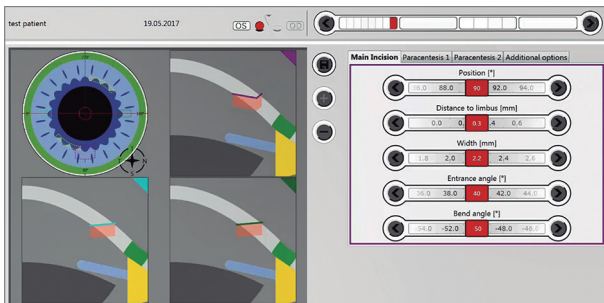 test patient 19.05.2017 OS OD
Main Incision Paracentesis 1 Paracentesis 2 Additional options
Position [°]
36.0 88.0 90 92.0 94.0
Distance to limbus [mm]
0.0 0. 0.3 .4 0.6
Width [mm]
1.8 2.0 2.2 2.4 2.6
Entrance angle [°]
36.0 38.0 40 42.0 44.0
Bend angle [°]
-54.0 -52.0 50 -48.0 -46.0
N